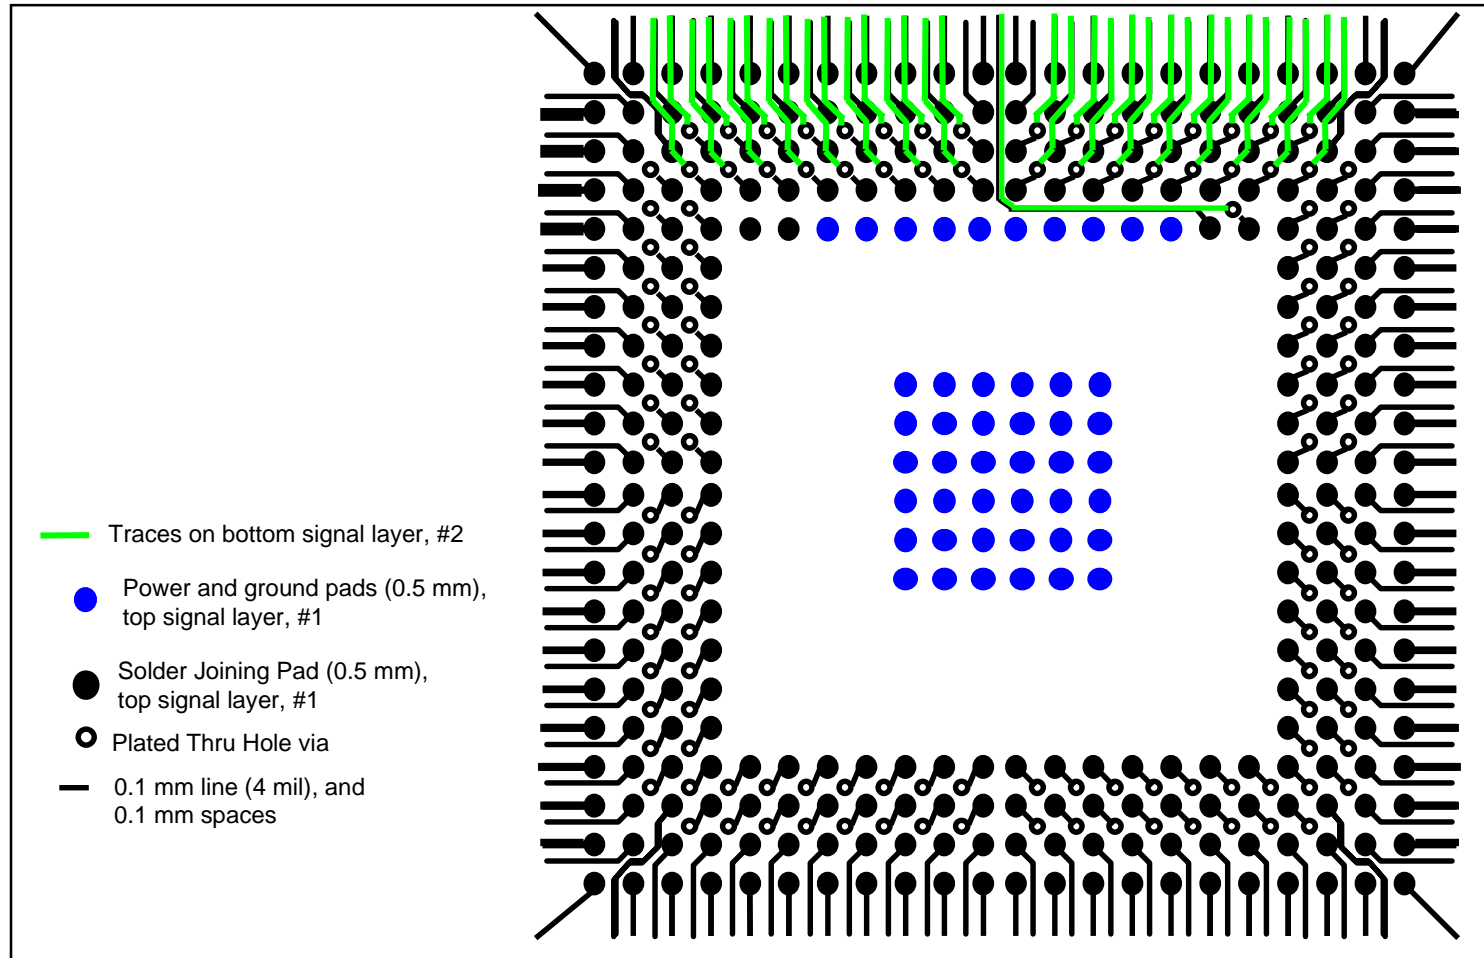 Traces on bottom signal layer, #2
Power and ground pads (0.5 mm),
top signal layer, #1
Solder Joining Pad (0.5 mm),
top signal layer, #1
Plated Thru Hole via
0.1 mm line (4 mil), and
0.1 mm spaces